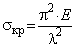 σкр = π² · E / λ²